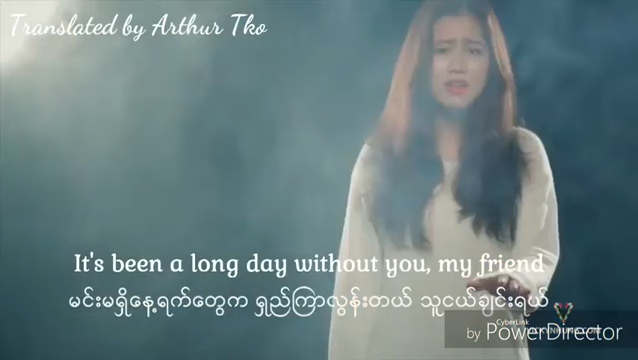 Translated by Arthur Tko
It's been a long day without you, my friend
မင်းမရှိနေ့ရက်တွေက ရှည်ကြာလွန်းတယ် သူငယ်ချင်းရယ်
CyberLink
by PowerDirector